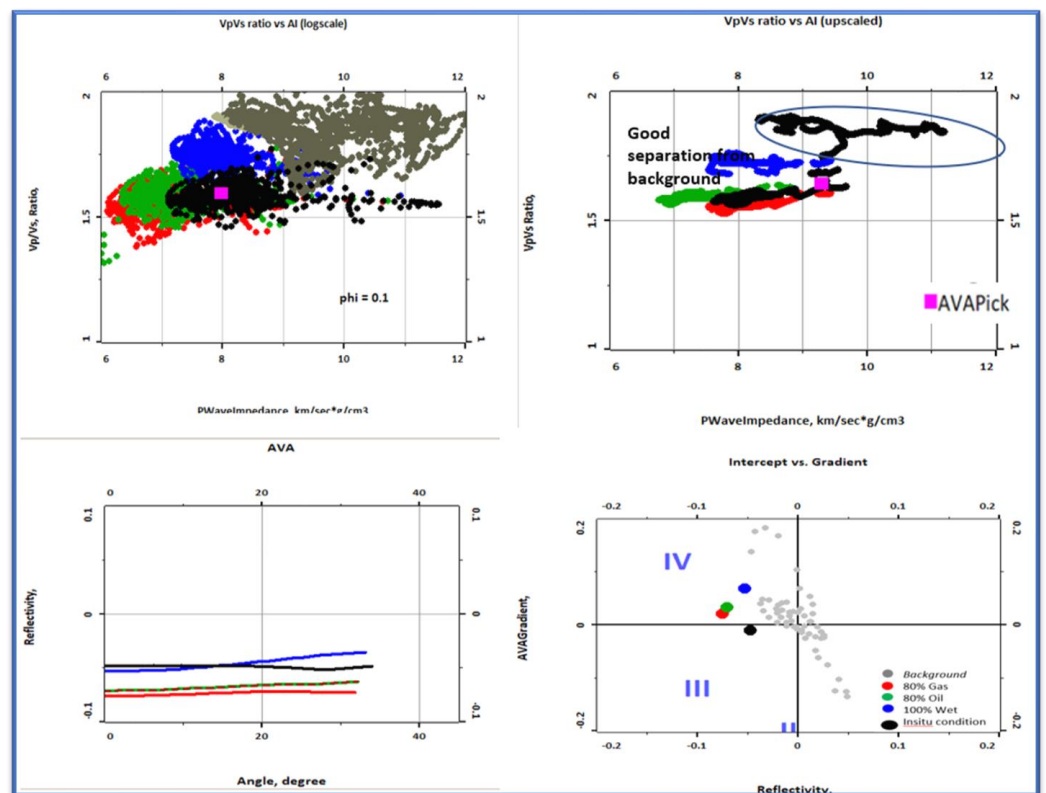 VpVs ratio vs AI (logscale)
6 8 10 12
2 2
Vp/Vs, Ratio,
1.5 1.5
phi = 0.1
1 1
6 8 10 12
PWaveImpedance, km/sec*g/cm3
VpVs ratio vs AI (upscaled)
6 8 10 12
2 2
Good
separation from
background
VpVs Ratio,
1.5 1.5
AVAPick
1 1
6 8 10 12
PWaveImpedance, km/sec*g/cm3
AVA
0 20 40
0.1 0.1
Reflectivity,
0 0
-0.1 -0.1
0 20 40
Angle, degree
Intercept vs. Gradient
-0.2 -0.1 0 0.1 0.2
0.2 0.2
IV
AVAGradient,
0 0
III
Background
80% Gas
80% Oil
100% Wet
Insitu condition
II
-0.2 -0.2
-0.2 -0.1 0 0.1 0.2
Reflectivity,